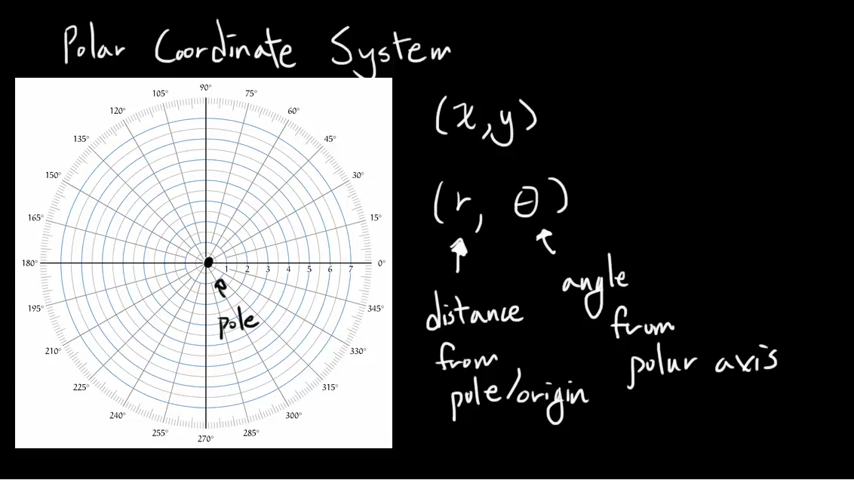 Polar Coordinate System
90°
105° 75°
120° 60°
135° 45°
150° 30°
165° 15°
180° 1 2 3 4 5 6 7 0°
195° 345°
210° 330°
225° 315°
240° 300°
255° 285°
270°
pole
(x,y)
(r, θ)
distance
from
pole/origin
angle
from
polar axis